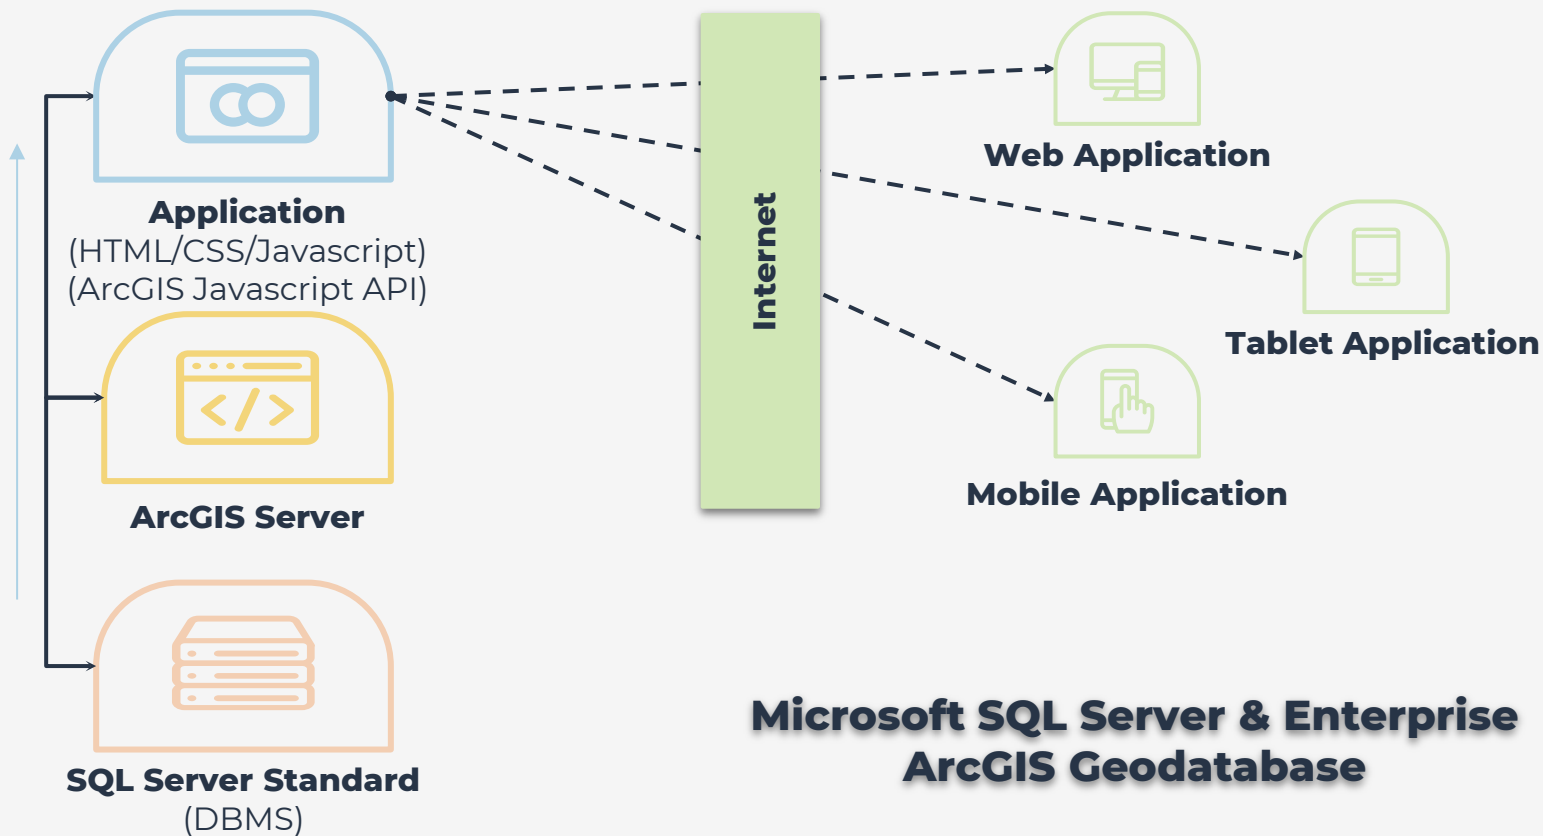 Application
(HTML/CSS/Javascript)
(ArcGIS Javascript API)
ArcGIS Server
SQL Server Standard
(DBMS)
Internet
Web Application
Tablet Application
Mobile Application
Microsoft SQL Server & Enterprise
ArcGIS Geodatabase